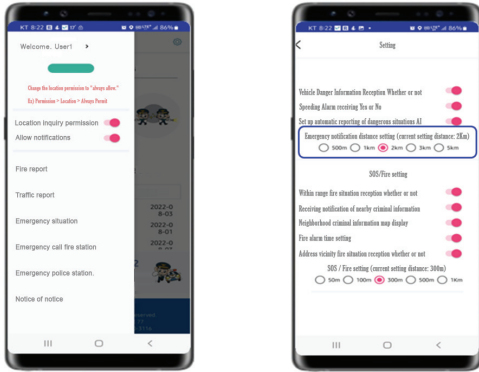 KT 8:22
86%
Welcome. User1 >
Change the location permission to "always allow."
Ex) Permission > Location > Always Permit
Location Inquiry permission
Allow notifications
Fire report
Traffic report
Emergency situation
Emergency call fire station
Emergency police station.
Notice of notice
2022-0
8-03
2022-0
8-01
2022-0
KT 8:22
86%
Setting
Vehicle Danger Information Reception Whether or not
Speeding Alarm receiving Yes or No
Set up automatic reporting of dangerous situations AI
Emergency notification distance setting (current setting distance: 2Km)
500m 1km 2km 3km 5km
SOS/Fire setting
Within range fire situation reception whether or not
Receiving notification of nearby criminal information
Neighborhood criminal information map display
Fire alarm time setting
Address vicinity fire situation reception whether or not
SOS / Fire setting (current setting distance: 300m)
50m 100m 300m 500m 1Km